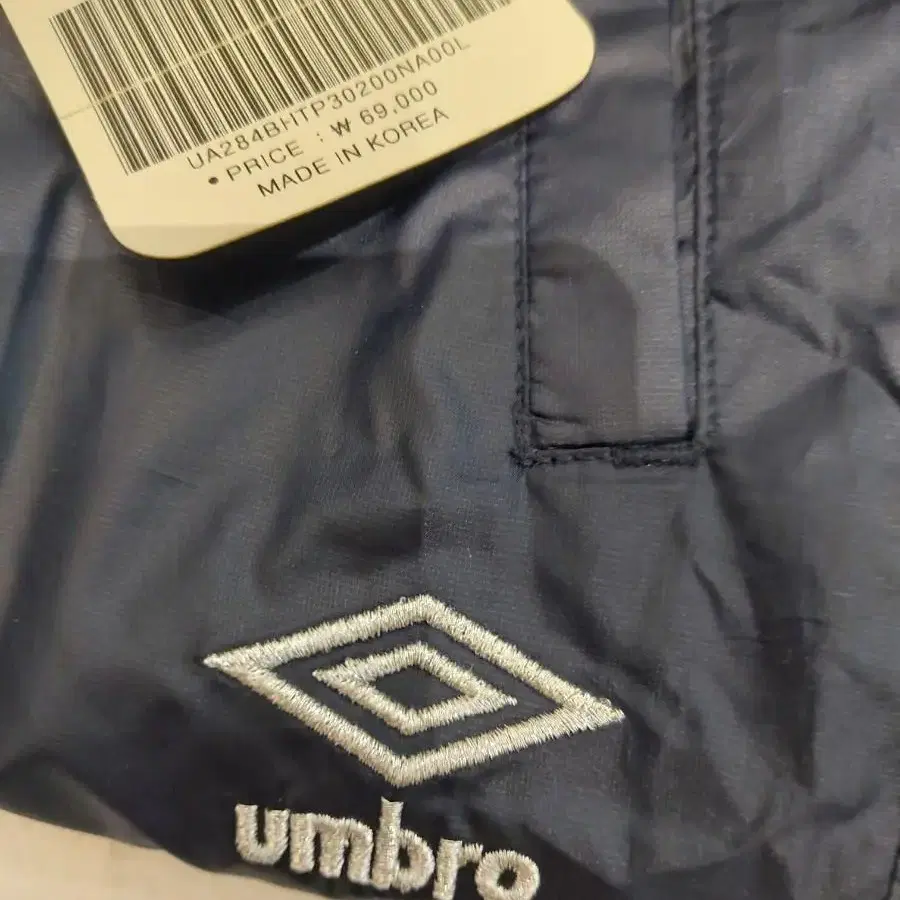 UA284BHTP30200NA00L
• PRICE : ₩ 69,000
MADE IN KOREA
umbro